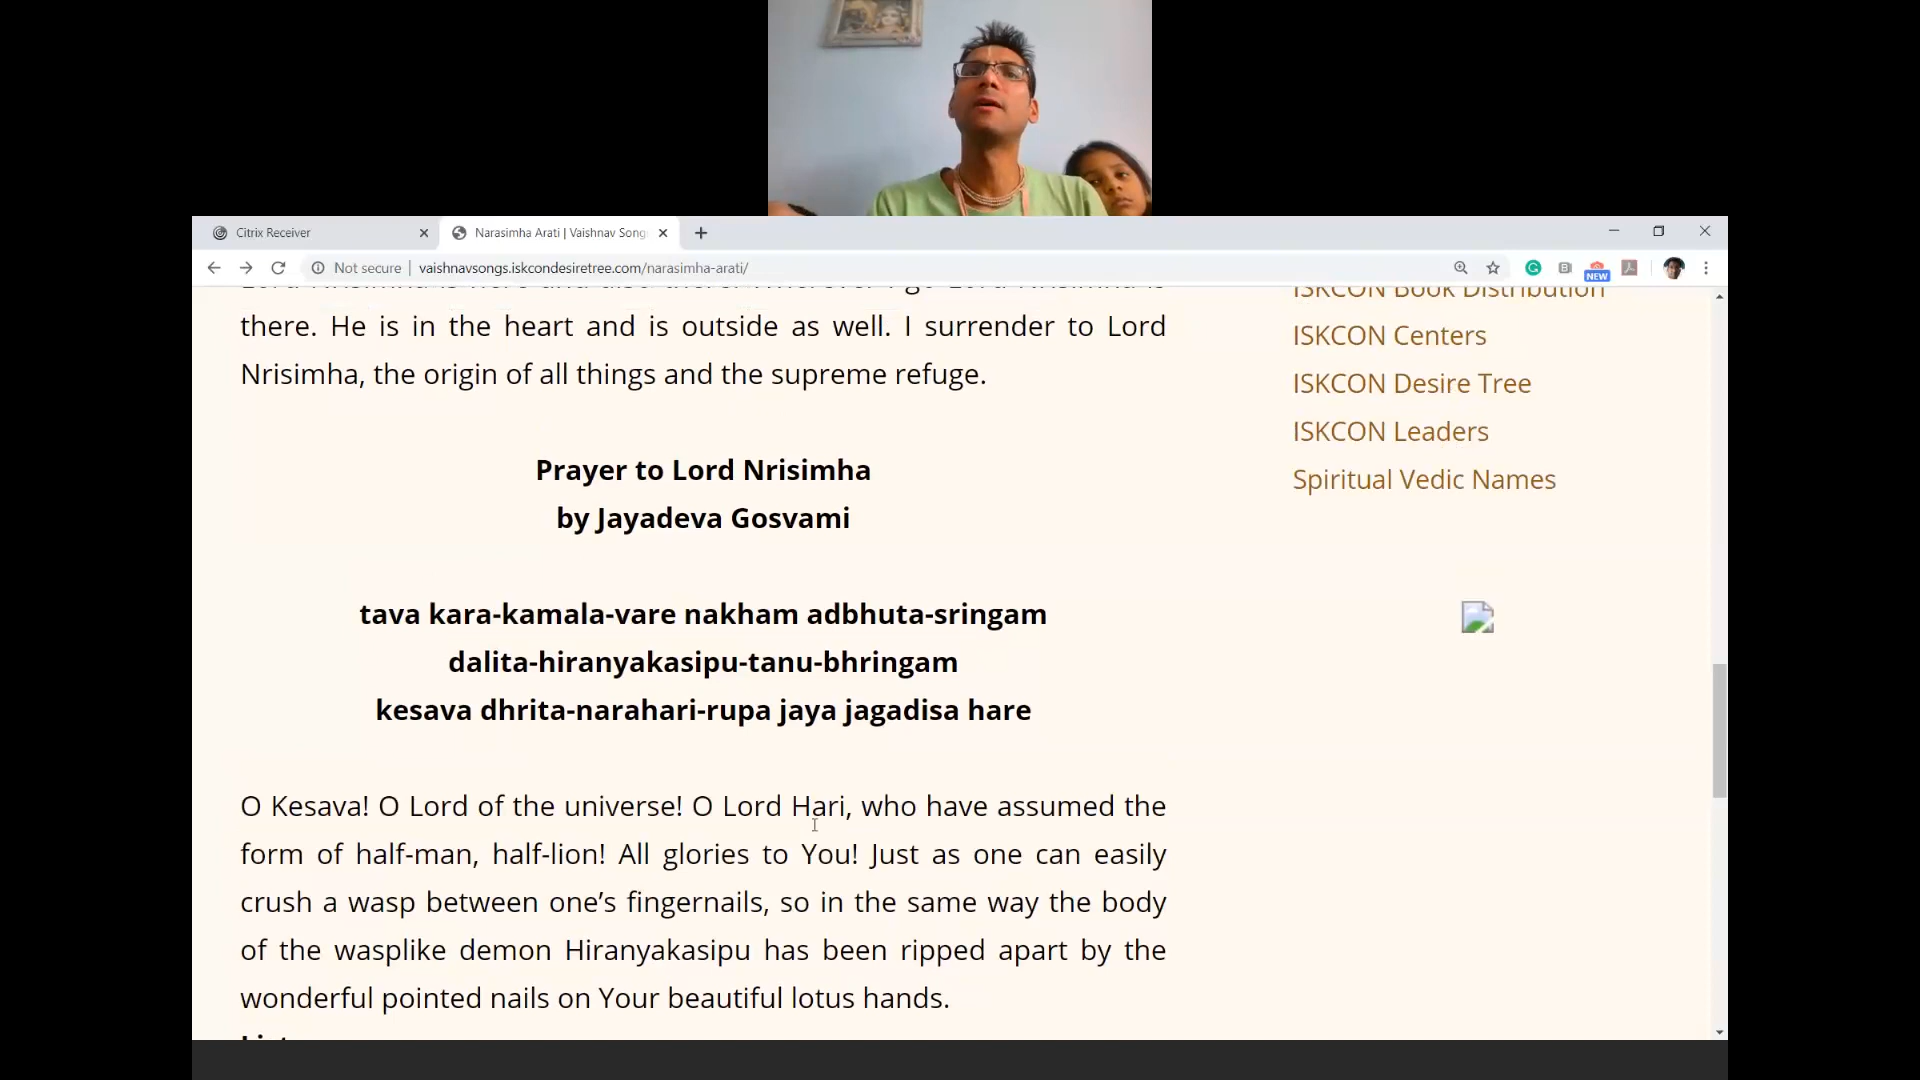 Citrix Receiver
Narasimha Arati | Vaishnav Song
Not secure | vaishnavsongs.iskcondesiretree.com/narasimha-arati/
NEW
there. He is in the heart and is outside as well. I surrender to Lord
Nrisimha, the origin of all things and the supreme refuge.
Prayer to Lord Nrisimha
by Jayadeva Gosvami
tava kara-kamala-vare nakham adbhuta-sringam
dalita-hiranyakasipu-tanu-bhringam
kesava dhrita-narahari-rupa jaya jagadisa hare
O Kesava! O Lord of the universe! O Lord Hari, who have assumed the
form of half-man, half-lion! All glories to You! Just as one can easily
crush a wasp between one’s fingernails, so in the same way the body
of the wasplike demon Hiranyakasipu has been ripped apart by the
wonderful pointed nails on Your beautiful lotus hands.
ISKCON Book Distribution
ISKCON Centers
ISKCON Desire Tree
ISKCON Leaders
Spiritual Vedic Names